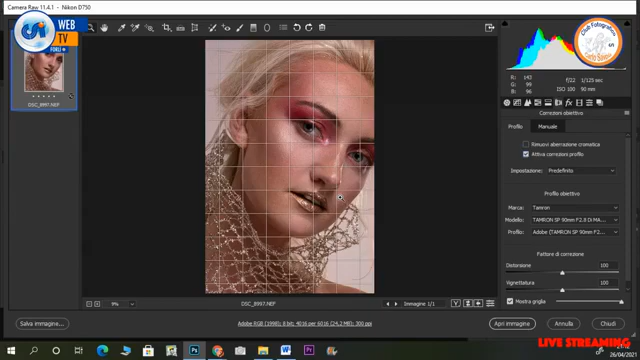 Camera Raw 11.4.1 - Nikon D750
WEB
TV
FORLÌ
Club Fotografico
DSC_8997.NEF
R: 143
G: 99
B: 96
f/22 1/125 sec
ISO 100 90 mm
Correzioni obiettivo
Profilo Manuale
Rimuovi aberrazione cromatica
Attiva correzioni profilo
Impostazione: Predefinito
Profilo obiettivo
Marca: Tamron
Modello: TAMRON SP 90mm F2.8 Di MA...
Profilo: Adobe (TAMRON SP 90mm F2...
Fattore di correzione
Distorsione 100
Vignettatura 100
Mostra griglia
9%
DSC_8997.NEF
Immagine 1/1
Salva immagine...
Adobe RGB (1998); 8 bit; 4016 per 6016 (24,2 MB); 300 ppi
Apri immagine
Annulla
Chiudi
LIVE STREAMING
26/04/2021